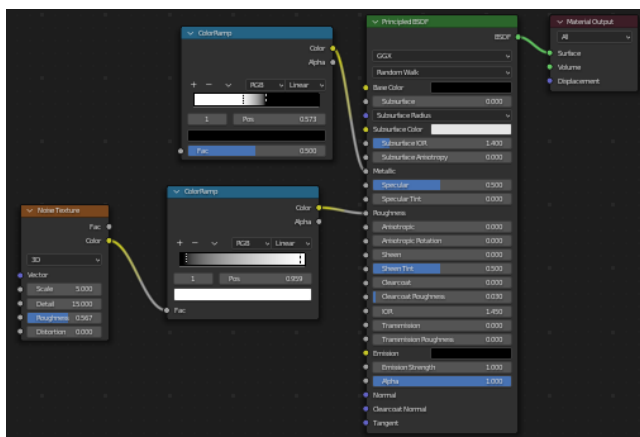 ColorRamp
Color
Alpha
+ − RGB Linear
1 Pos 0.573
Fac 0.500
Noise Texture
Fac
Color
3D
Vector
Scale 5.000
Detail 15.000
Roughness 0.567
Distortion 0.000
ColorRamp
Color
Alpha
+ − RGB Linear
1 Pos 0.959
Fac
Principled BSDF
BSDF
GGX
Random Walk
Base Color
Subsurface 0.000
Subsurface Radius
Subsurface Color
Subsurface IOR 1.400
Subsurface Anisotropy 0.000
Metallic
Specular 0.500
Specular Tint 0.000
Roughness
Anisotropic 0.000
Anisotropic Rotation 0.000
Sheen 0.000
Sheen Tint 0.500
Clearcoat 0.000
Clearcoat Roughness 0.030
IOR 1.450
Transmission 0.000
Transmission Roughness 0.000
Emission
Emission Strength 1.000
Alpha 1.000
Normal
Clearcoat Normal
Tangent
Material Output
All
Surface
Volume
Displacement